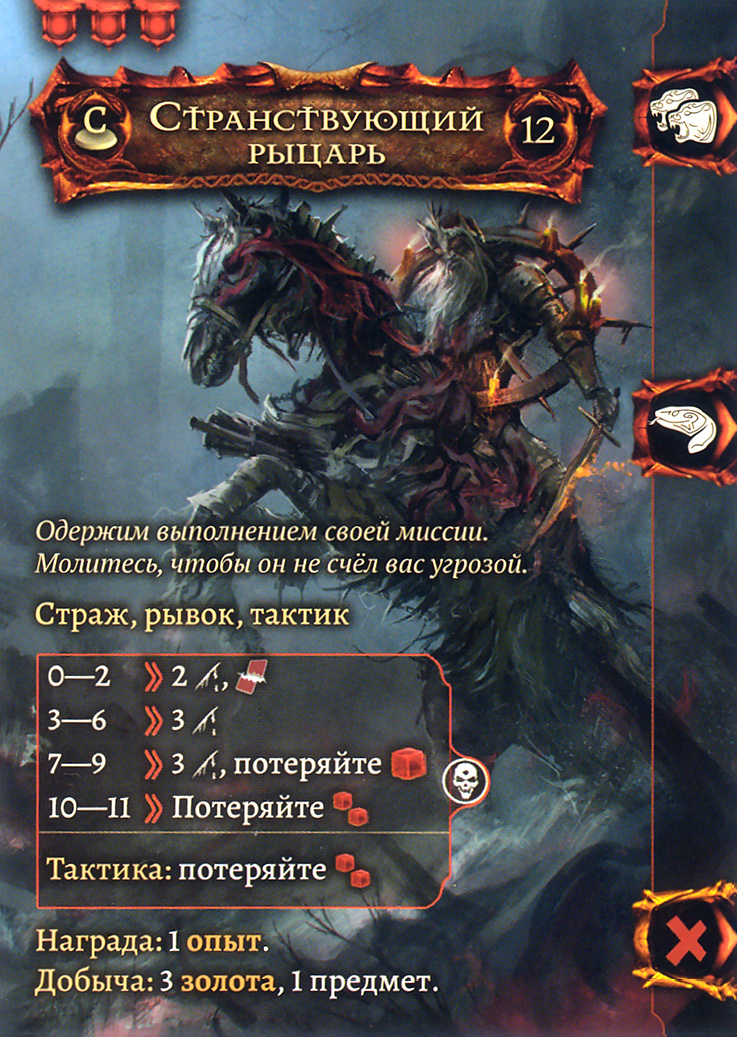 С
Странствующий
рыцарь
12
Одержим выполнением своей миссии.
Молитесь, чтобы он не счёл вас угрозой.
Страж, рывок, тактик
0—2 » 2 ,
3—6 » 3
7—9 » 3 , потеряйте
10—11 » Потеряйте
Тактика: потеряйте
Награда: 1 опыт.
Добыча: 3 золота, 1 предмет.